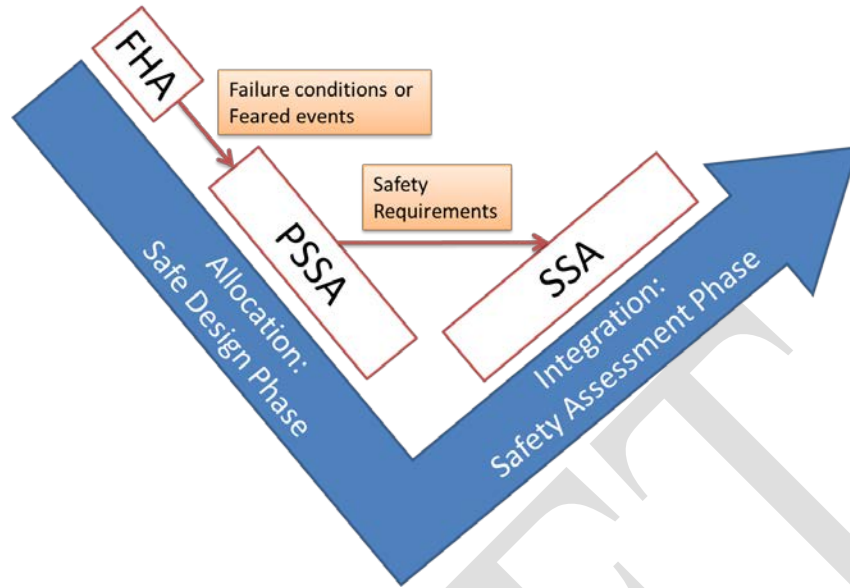 FHA
Failure conditions or
Feared events
PSSA
Safety
Requirements
SSA
Allocation:
Safe Design Phase
Integration:
Safety Assessment Phase